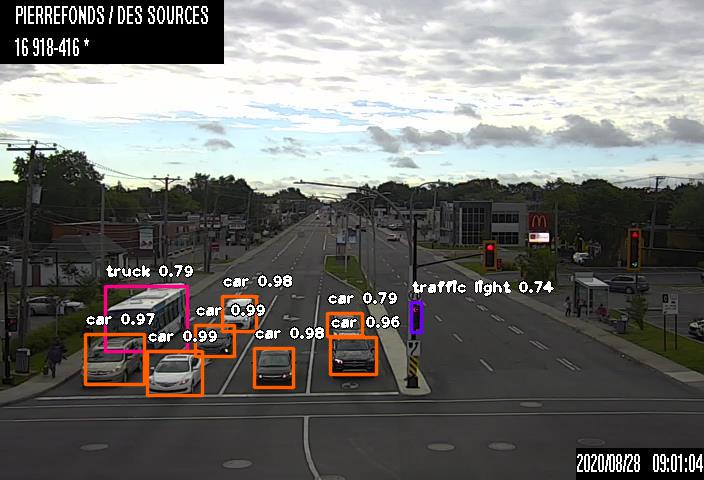 PIERREFONDS / DES SOURCES
16 918-416 *
truck 0.79
car 0.98
car 0.97
car 0.99
car 0.99
car 0.98
car 0.79
car 0.96
traffic light 0.74
2020/08/28 09:01:04